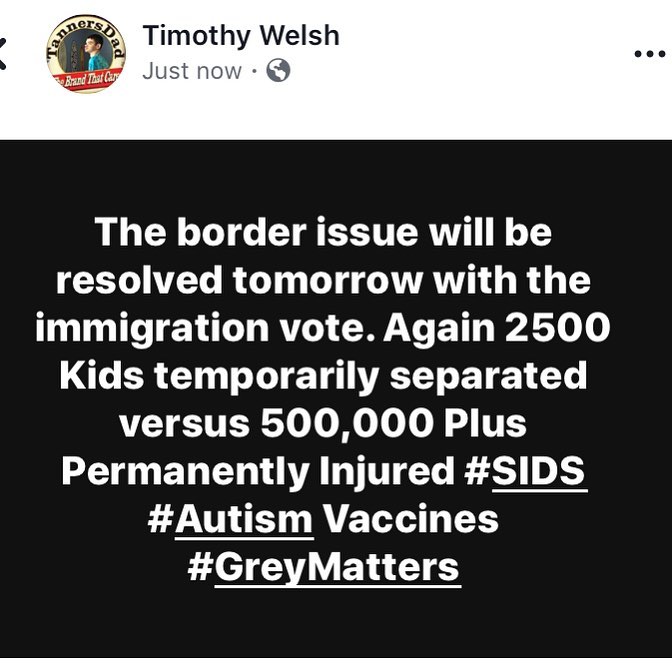 TannersDad
The Brand That Car
Timothy Welsh
Just now ·
The border issue will be
resolved tomorrow with the
immigration vote. Again 2500
Kids temporarily separated
versus 500,000 Plus
Permanently Injured #SIDS
#Autism Vaccines
#GreyMatters